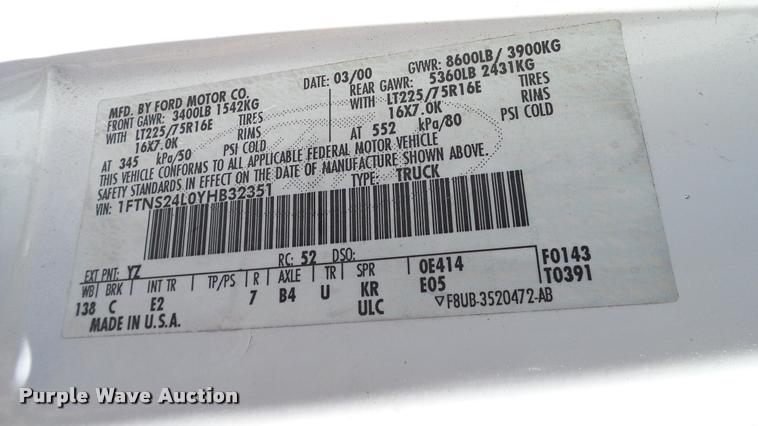 MFD. BY FORD MOTOR CO.
DATE: 03/00
GVWR: 8600LB/ 3900KG
FRONT GAWR: 3400LB 1542KG
REAR GAWR: 5360LB 2431KG
WITH LT225/75R16E TIRES
WITH LT225/75R16E TIRES
16X7.0K RIMS
16X7.0K RIMS
AT 345 kPa/50 PSI COLD
AT 552 kPa/80 PSI COLD
THIS VEHICLE CONFORMS TO ALL APPLICABLE FEDERAL MOTOR VEHICLE
SAFETY STANDARDS IN EFFECT ON THE DATE OF MANUFACTURE SHOWN ABOVE.
VIN: 1FTNS24L0YHB32351
TYPE: TRUCK
EXT PNT: YZ RC: 52 DSO:
WB BRK INT TR TP/PS R AXLE TR SPR
138 C E2 7 B4 U KR
ULC
0E414
E05
F0143
T0391
MADE IN U.S.A.
▽F8UB-3520472-AB
Purple Wave Auction